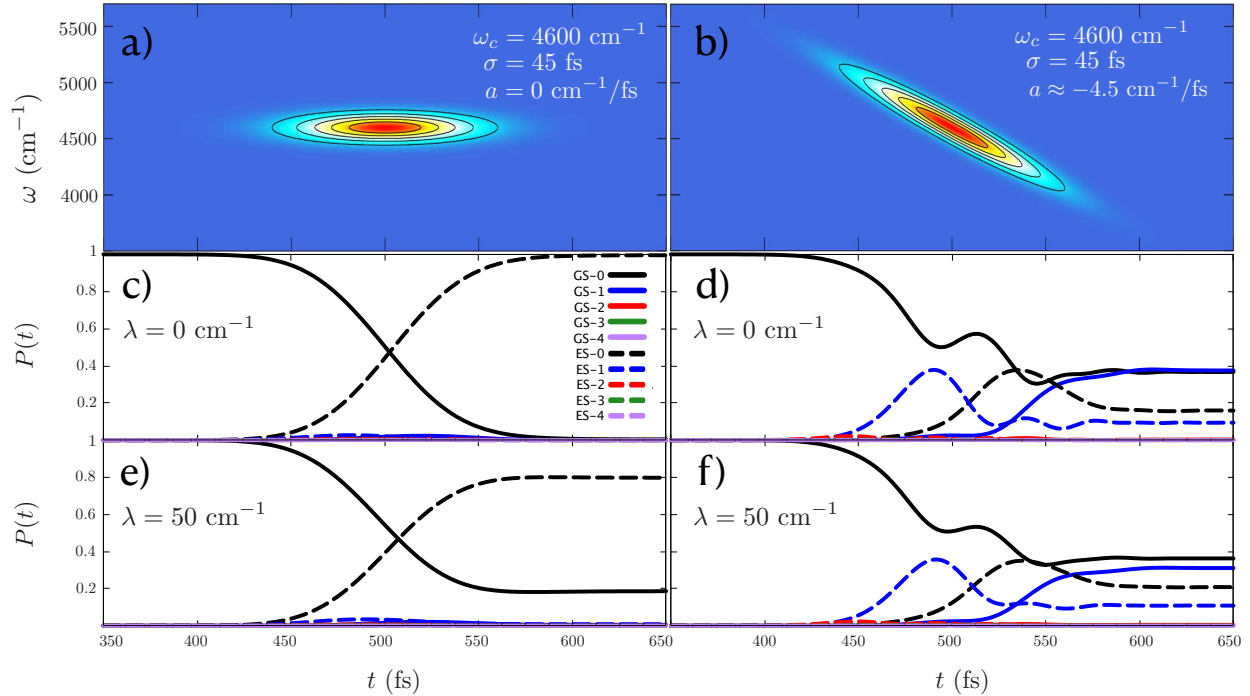 a)
ω_c = 4600 cm⁻¹
σ = 45 fs
a = 0 cm⁻¹/fs
b)
ω_c = 4600 cm⁻¹
σ = 45 fs
a ≈ −4.5 cm⁻¹/fs
ω (cm⁻¹)
5500
5000
4500
4000
c)
λ = 0 cm⁻¹
GS-0
GS-1
GS-2
GS-3
GS-4
ES-0
ES-1
ES-2
ES-3
ES-4
d)
λ = 0 cm⁻¹
P(t)
1
0.8
0.6
0.4
0.2
e)
λ = 50 cm⁻¹
f)
λ = 50 cm⁻¹
P(t)
1
0.8
0.6
0.4
0.2
350
400
450
500
550
600
650
400
450
500
550
600
650
t (fs)
t (fs)